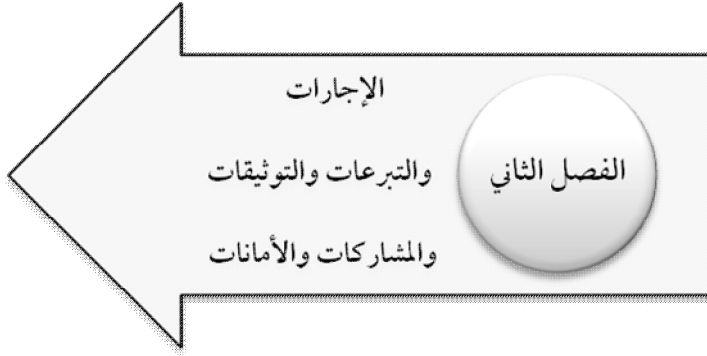 الفصل الثاني
الإجارات
والتبرعات والتوثيقات
والمشاركات والأمانات